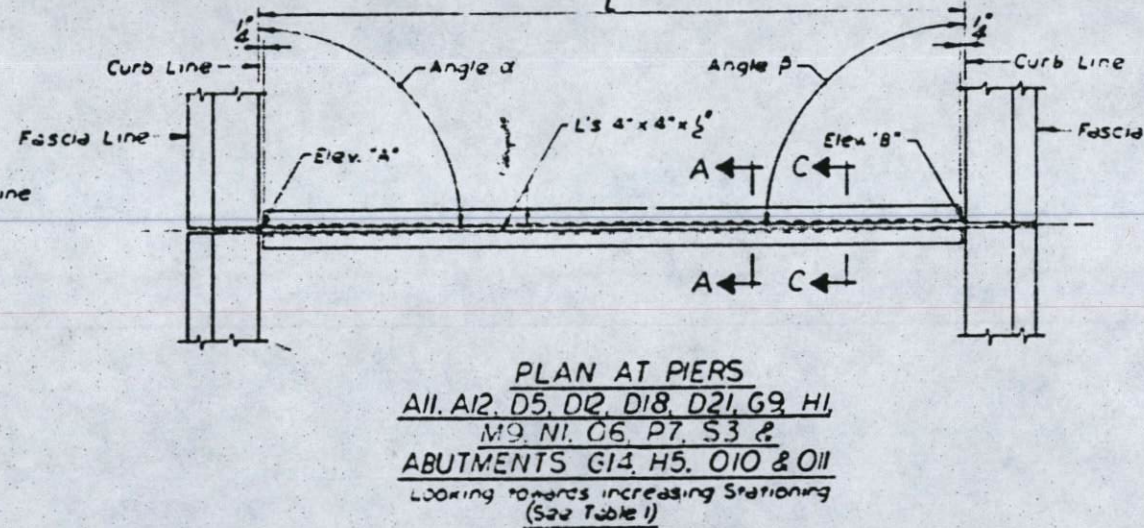 L
1/4"
1/4"
Curb Line
Angle α
Angle β
Curb Line
Fascia Line
L's 4" x 4" x 1/2"
Fascia
Elev. "A"
Elev. "B"
A
C
A
C
PLAN AT PIERS
A11, A12, D5, D12, D18, D21, G9, H1,
M9, N1, O6, P7, S3 &
ABUTMENTS G14, H5, O10 & O11
Looking towards increasing Stationing
(See Table 1)